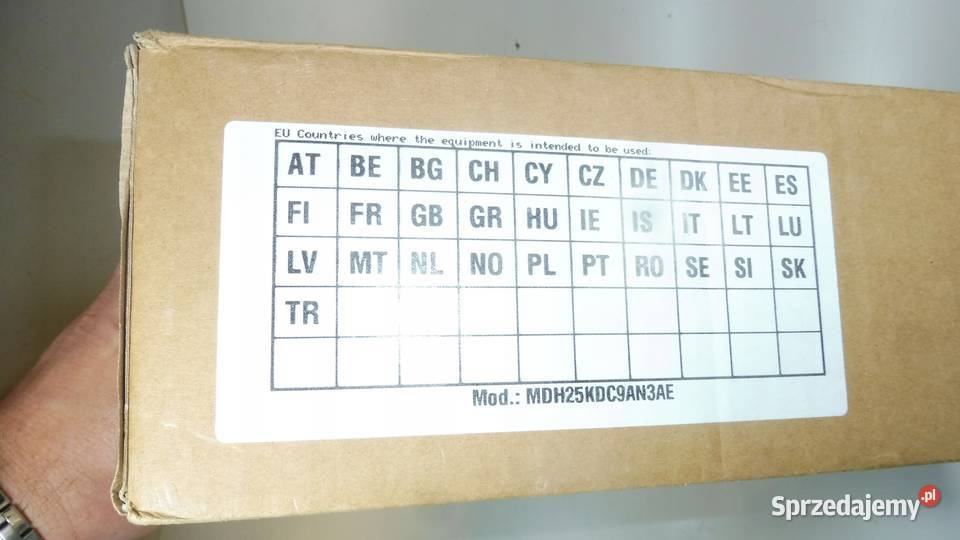 EU Countries where the equipment is intended to be used:
AT BE BG CH CY CZ DE DK EE ES
FI FR GB GR HU IE IS IT LT LU
LV MT NL NO PL PT RO SE SI SK
TR
Mod.: MDH25KDC9AN3AE
Sprzedajemy .pl